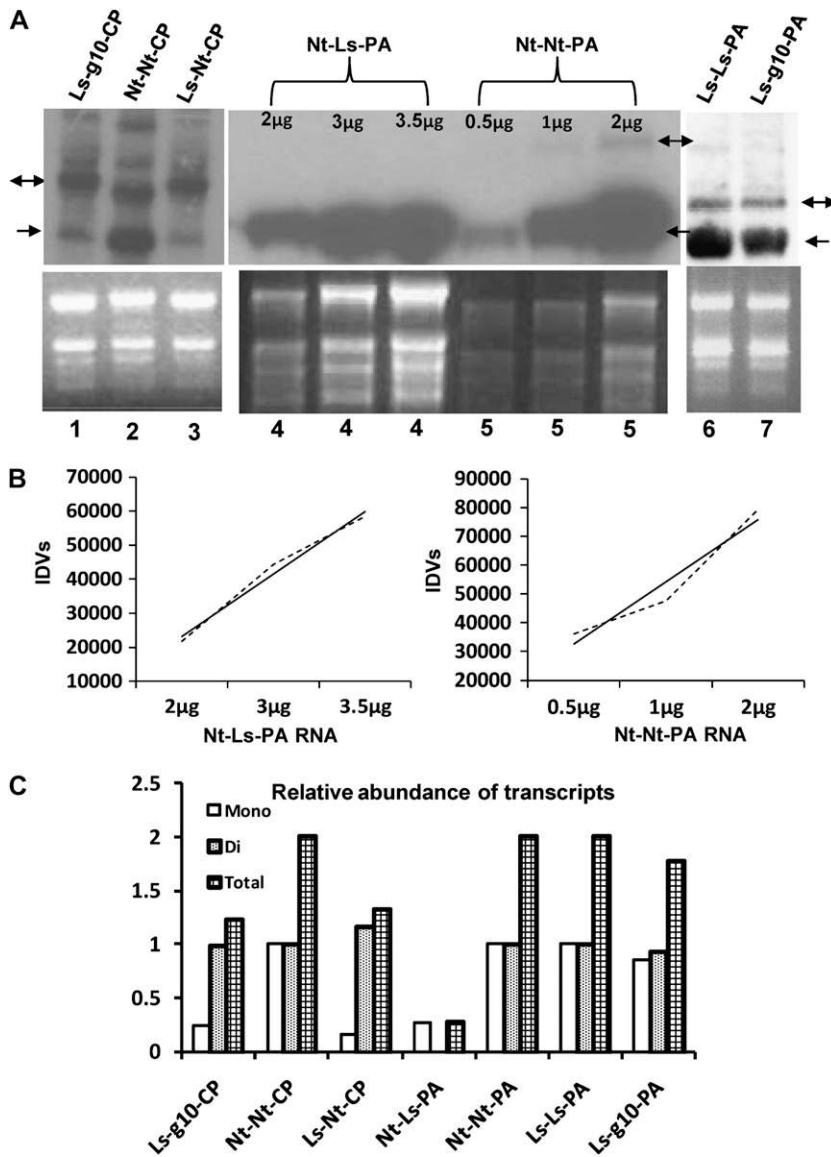 A
Ls-g10-CP
Nt-Nt-CP
Ls-Nt-CP
Nt-Ls-PA
Nt-Nt-PA
Ls-Ls-PA
Ls-g10-PA
2µg 3µg 3.5µg 0.5µg 1µg 2µg
1 2 3 4 4 4 5 5 5 6 7
B
70000
60000
50000
40000
30000
20000
10000
IDVs
2µg 3µg 3.5µg
Nt-Ls-PA RNA
90000
80000
70000
60000
50000
40000
30000
20000
IDVs
0.5µg 1µg 2µg
Nt-Nt-PA RNA
C
Relative abundance of transcripts
Mono
Di
Total
2.5
2
1.5
1
0.5
0
Ls-g10-CP
Nt-Nt-CP
Ls-Nt-CP
Nt-Ls-PA
Nt-Nt-PA
Ls-Ls-PA
Ls-g10-PA